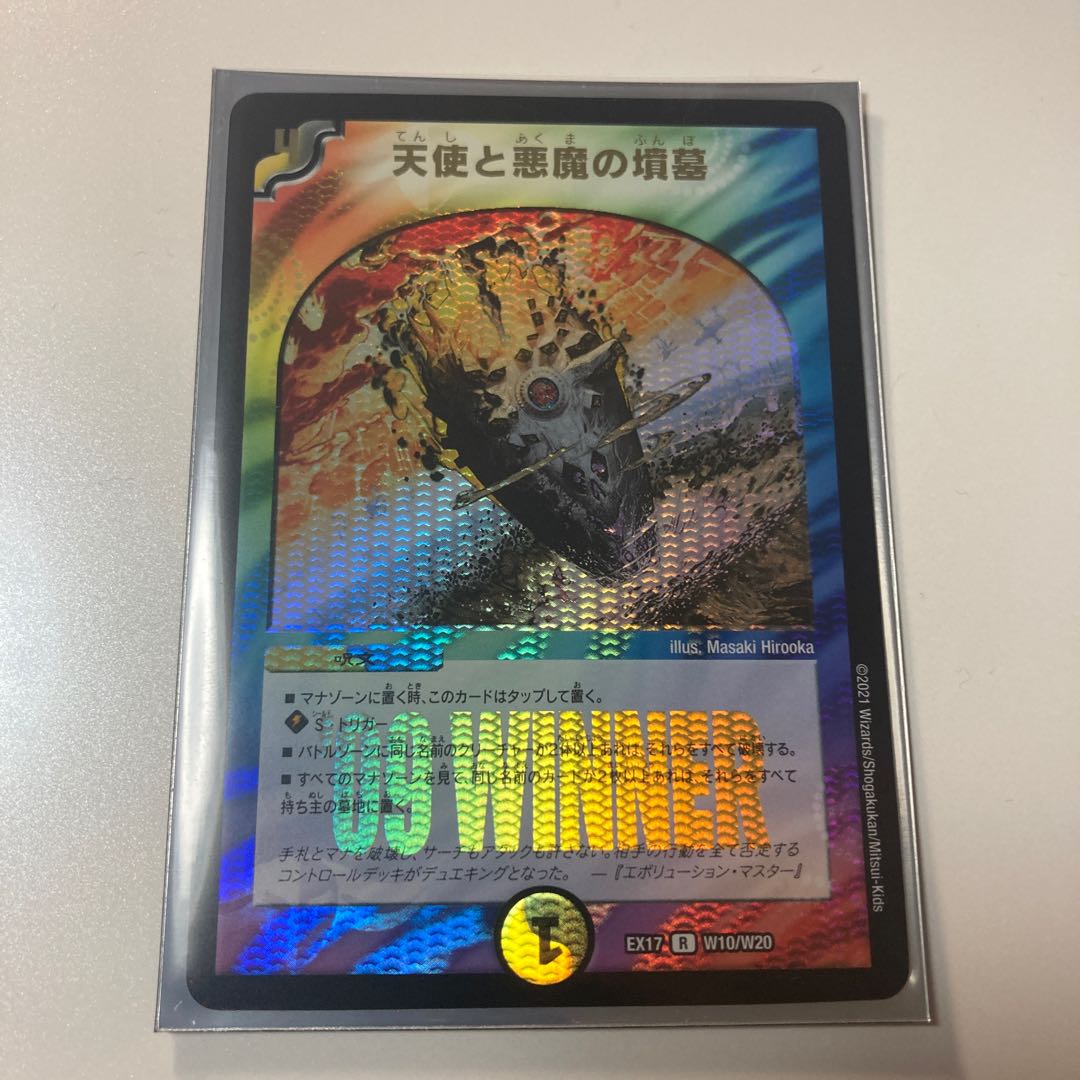 4
天使と悪魔の墳墓
illus. Masaki Hirooka
呪文
■ マナゾーンに置く時、このカードはタップして置く。
S・トリガー
■ バトルゾーンに同じ名前のクリーチャーが2体以上あれば、それらをすべて破壊する。
■ すべてのマナゾーンを見て、同じ名前のカードが2枚以上あれば、それらをすべて
持ち主の墓地に置く。
WINNER
手札とマナを破壊し、サーチもアタックも許さない。相手の行動を全て否定する
コントロールデッキがデュエキングとなった。 ―『エボリューション・マスター』
1
EX17 R W10/W20
©2021 Wizards/Shogakukan/Mitsui-Kids